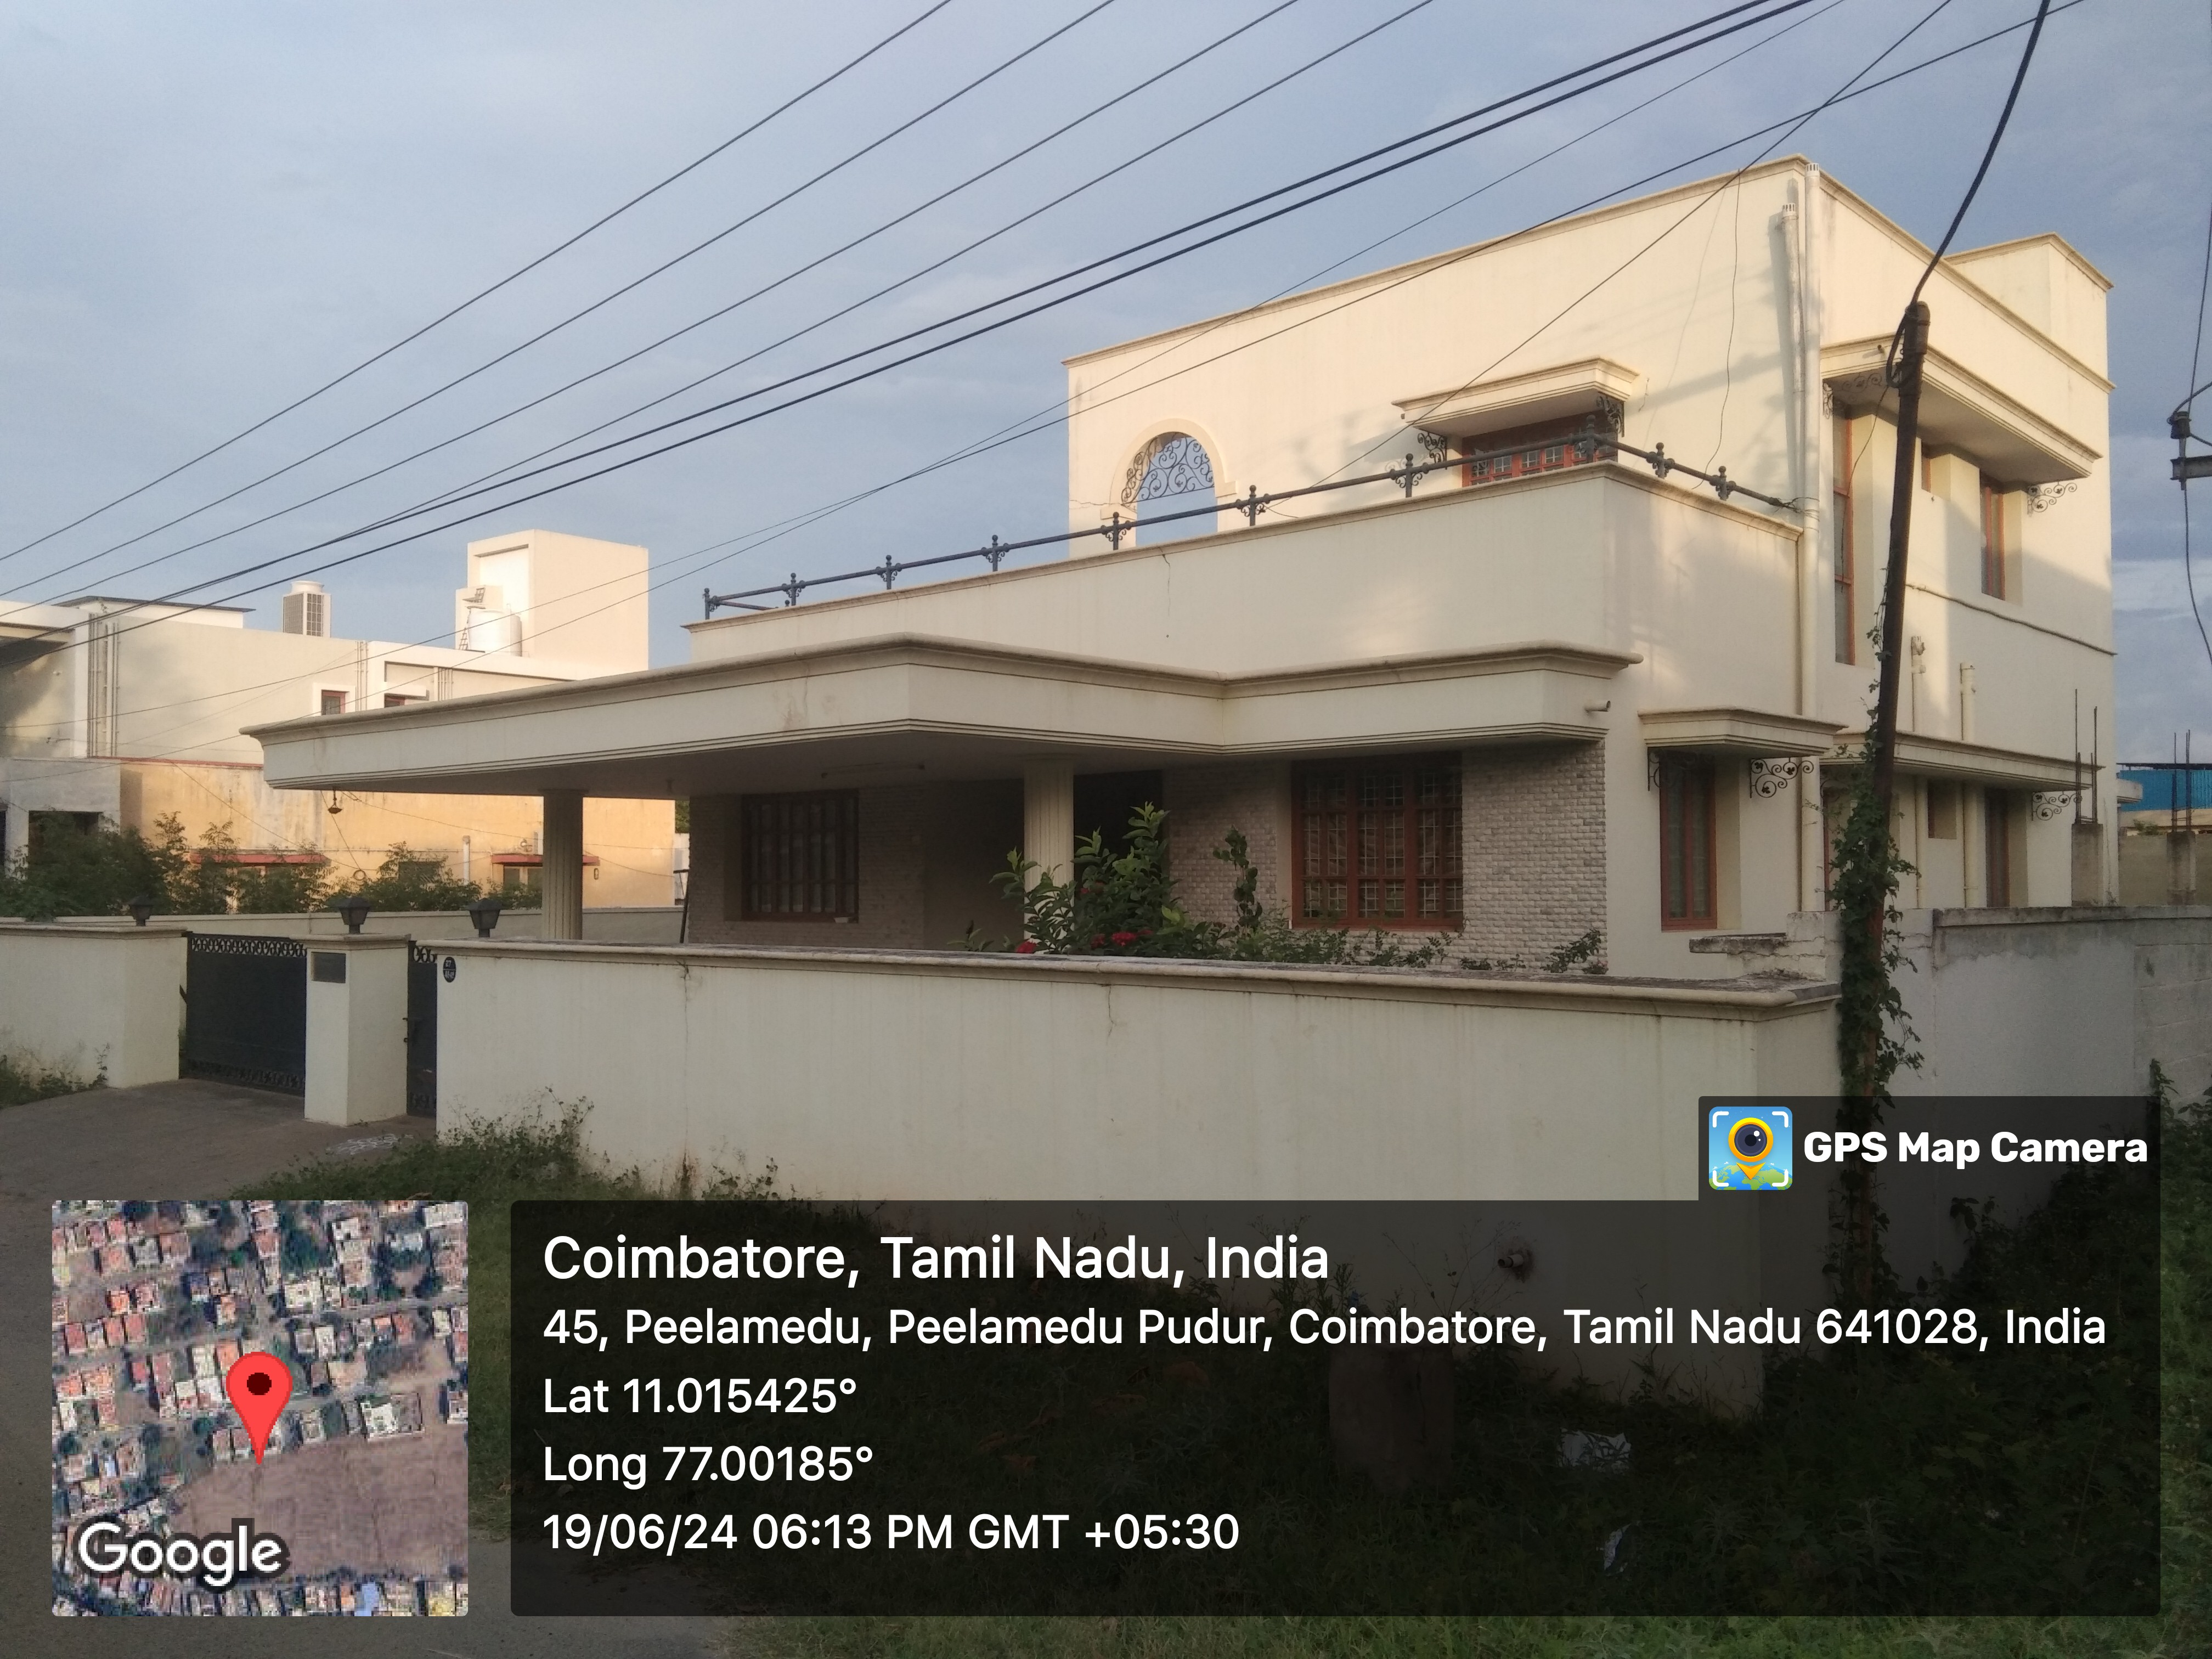 GPS Map Camera
Coimbatore, Tamil Nadu, India
45, Peelamedu, Peelamedu Pudur, Coimbatore, Tamil Nadu 641028, India
Lat 11.015425°
Long 77.00185°
19/06/24 06:13 PM GMT +05:30
Google